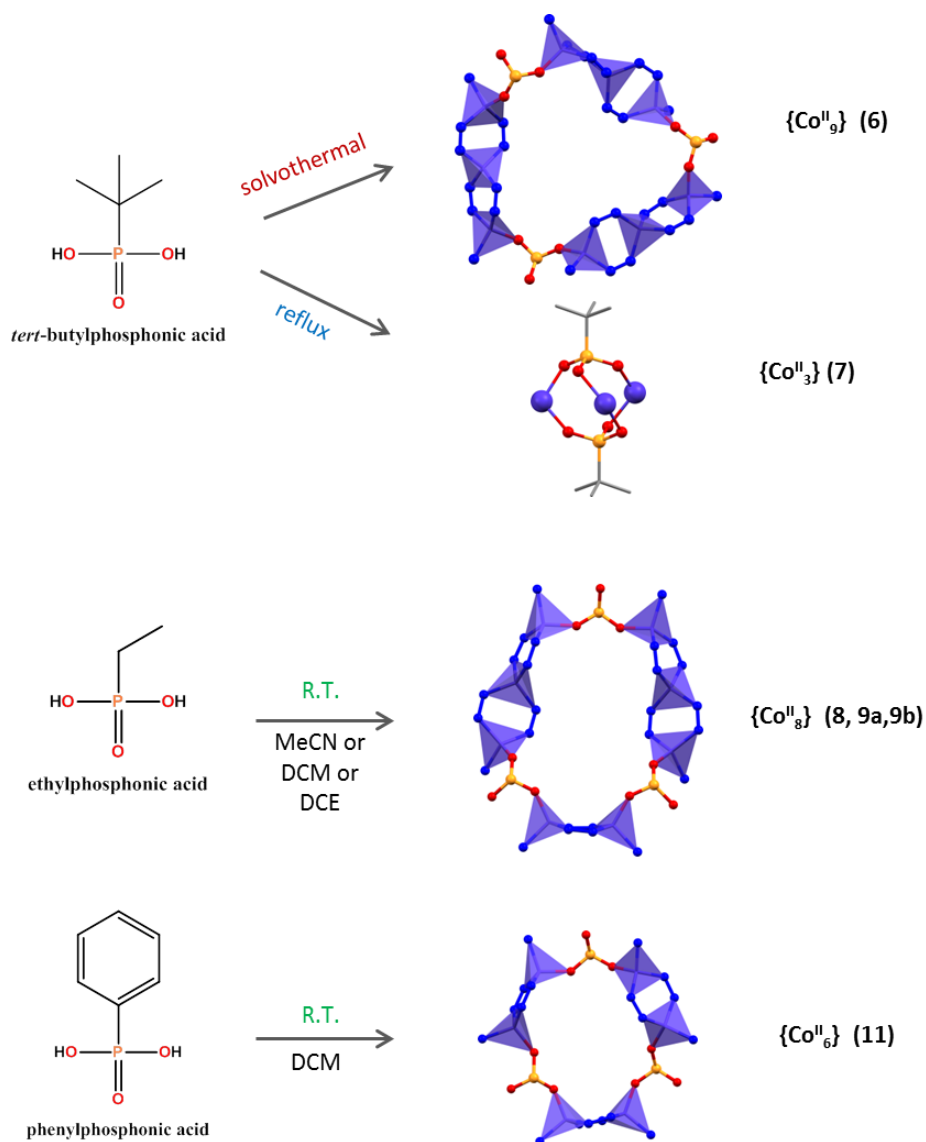 {Co^II_9} (6)
solvothermal
HO P OH
O
tert-butylphosphonic acid
reflux
{Co^II_3} (7)
R.T.
HO P OH
O
MeCN or
DCM or
DCE
{Co^II_8} (8, 9a,9b)
ethylphosphonic acid
R.T.
HO P OH
O
DCM
{Co^II_6} (11)
phenylphosphonic acid